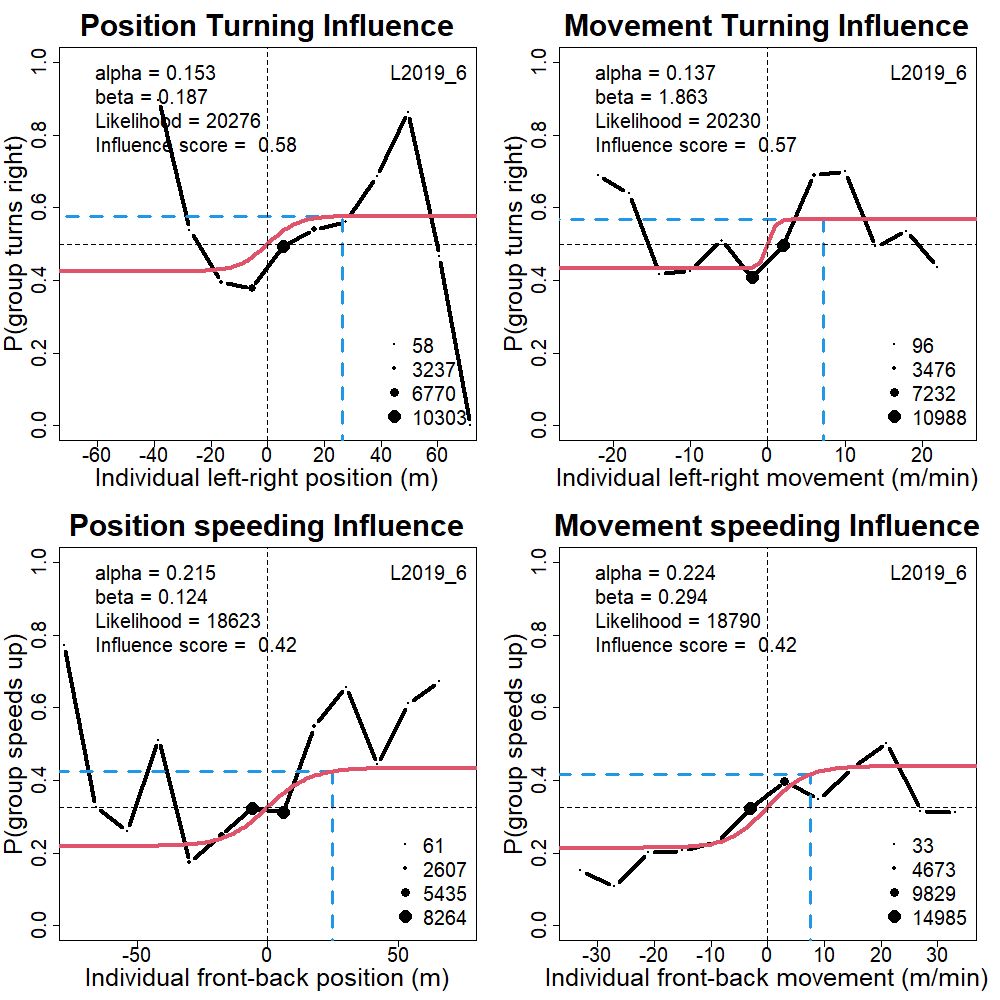 Position Turning Influence
alpha = 0.153
L2019_6
beta = 0.187
Likelihood = 20276
Influence score =  0.58
P(group turns right)
0.0
0.2
0.4
0.6
0.8
1.0
58
3237
6770
10303
-60
-40
-20
0
20
40
60
Individual left-right position (m)
Movement Turning Influence
alpha = 0.137
L2019_6
beta = 1.863
Likelihood = 20230
Influence score =  0.57
P(group turns right)
0.0
0.2
0.4
0.6
0.8
1.0
96
3476
7232
10988
-20
-10
0
10
20
Individual left-right movement (m/min)
Position speeding Influence
alpha = 0.215
L2019_6
beta = 0.124
Likelihood = 18623
Influence score =  0.42
P(group speeds up)
0.0
0.2
0.4
0.6
0.8
1.0
61
2607
5435
8264
-50
0
50
Individual front-back position (m)
Movement speeding Influence
alpha = 0.224
L2019_6
beta = 0.294
Likelihood = 18790
Influence score =  0.42
P(group speeds up)
0.0
0.2
0.4
0.6
0.8
1.0
33
4673
9829
14985
-30
-20
-10
0
10
20
30
Individual front-back movement (m/min)